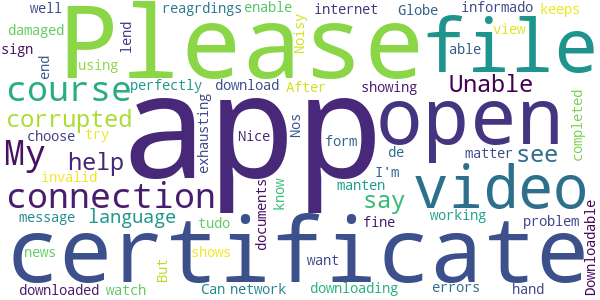 well
reagrdings
enable
internet
Globe
informado
keeps
damaged
Please
Noisy
file
sign
end
using
lend
able
view
course
perfectly
download
After
showing
Unable
corrupted
app
open
completed
choose
try
exhausting
Nice
Nos
form
My
help
de
see
invalid
I'm
matter
connection
documents
know
manten
video
say
message
language
tudo
fine
working
Downloadable
certificate
problem
news
But
shows
want
downloaded
watch
Can
network
downloading
errors
hand